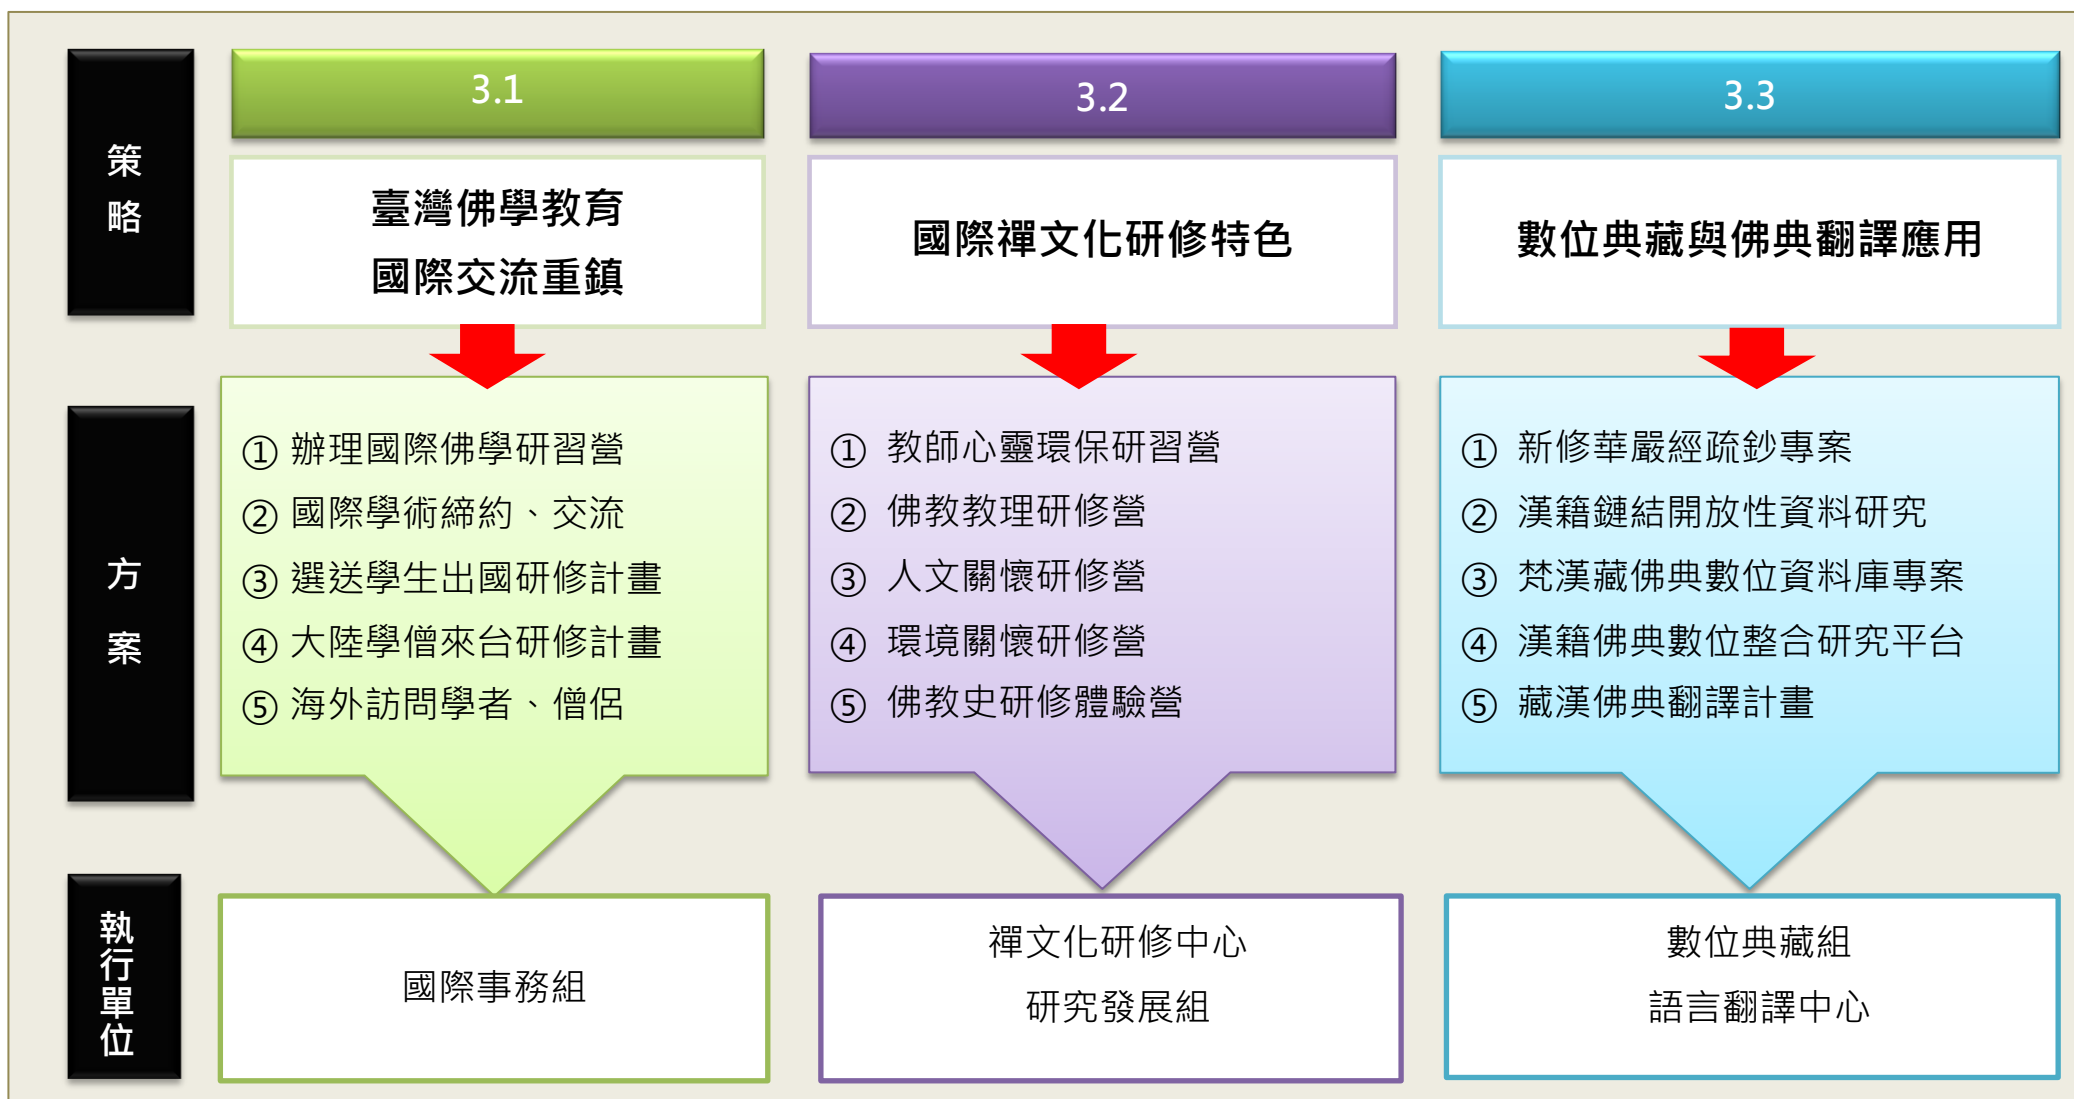 策略
3.1
3.2
3.3
臺灣佛學教育
國際交流重鎮
國際禪文化研修特色
數位典藏與佛典翻譯應用
方案
① 辦理國際佛學研習營
② 國際學術締約、交流
③ 選送學生出國研修計畫
④ 大陸學僧來台研修計畫
⑤ 海外訪問學者、僧侶
① 教師心靈環保研習營
② 佛教教理研修營
③ 人文關懷研修營
④ 環境關懷研修營
⑤ 佛教史研修體驗營
① 新修華嚴經疏鈔專案
② 漢籍鏈結開放性資料研究
③ 梵漢藏佛典數位資料庫專案
④ 漢籍佛典數位整合研究平台
⑤ 藏漢佛典翻譯計畫
執行單位
國際事務組
禪文化研修中心
研究發展組
數位典藏組
語言翻譯中心